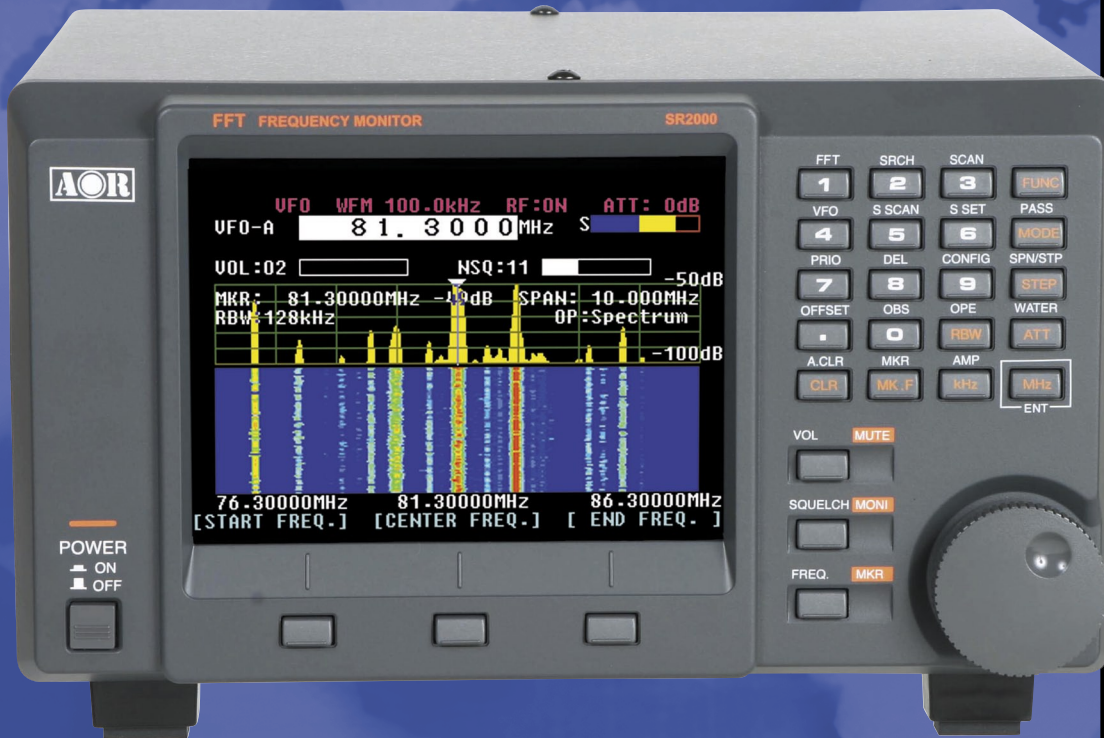 FFT FREQUENCY MONITOR SR2000
AOR
VFO WFM 100.0kHz RF:ON ATT: 0dB
VFO-A 81. 3000MHz S
VOL:02 NSQ:11
-50dB
MKR: 81.30000MHz dB SPAN: 10.000MHz
RBW:128kHz OP:Spectrum
-100dB
76.30000MHz 81.30000MHz 86.30000MHz
[START FREQ.] [CENTER FREQ.] [ END FREQ. ]
POWER
ON
OFF
FFT SRCH SCAN
1 2 3 FUNC
VFO S SCAN S SET PASS
4 5 6 MODE
PRIO DEL CONFIG SPN/STP
7 8 9 STEP
OFFSET OBS OPE WATER
. 0 RBW ATT
A.CLR MKR AMP
CLR MK.F kHz MHz
ENT
VOL MUTE
SQUELCH MONI
FREQ. MKR